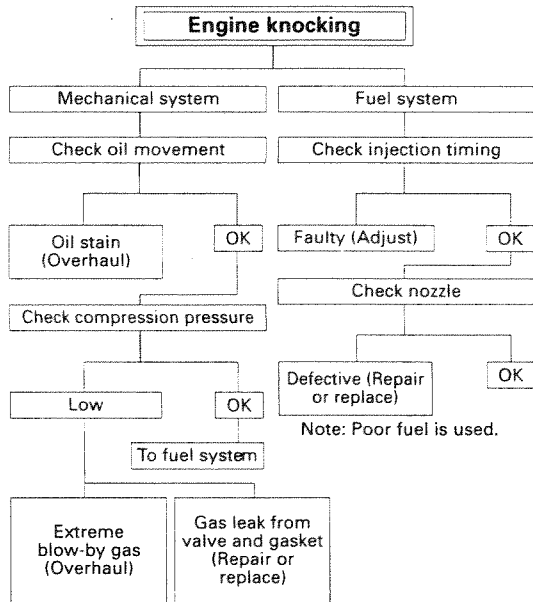 Engine knocking
Mechanical system
Fuel system
Check oil movement
Check injection timing
Oil stain
(Overhaul)
OK
Faulty (Adjust)
OK
Check compression pressure
Check nozzle
Low
OK
Defective (Repair
or replace)
OK
Note: Poor fuel is used.
To fuel system
Extreme
blow-by gas
(Overhaul)
Gas leak from
valve and gasket
(Repair or
replace)